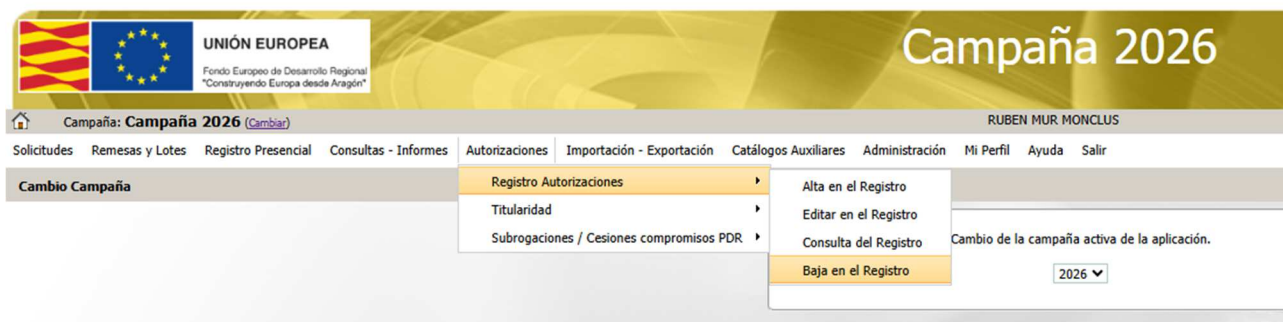 UNIÓN EUROPEA
Fondo Europeo de Desarrollo Regional
"Construyendo Europa desde Aragón"
Campaña 2026
Campaña: Campaña 2026 (Cambiar)
RUBEN MUR MONCLUS
Solicitudes Remesas y Lotes Registro Presencial Consultas - Informes Autorizaciones Importación - Exportación Catálogos Auxiliares Administración Mi Perfil Ayuda Salir
Cambio Campaña
Registro Autorizaciones
Titularidad
Subrogaciones / Cesiones compromisos PDR
Alta en el Registro
Editar en el Registro
Consulta del Registro
Baja en el Registro
Cambio de la campaña activa de la aplicación.
2026